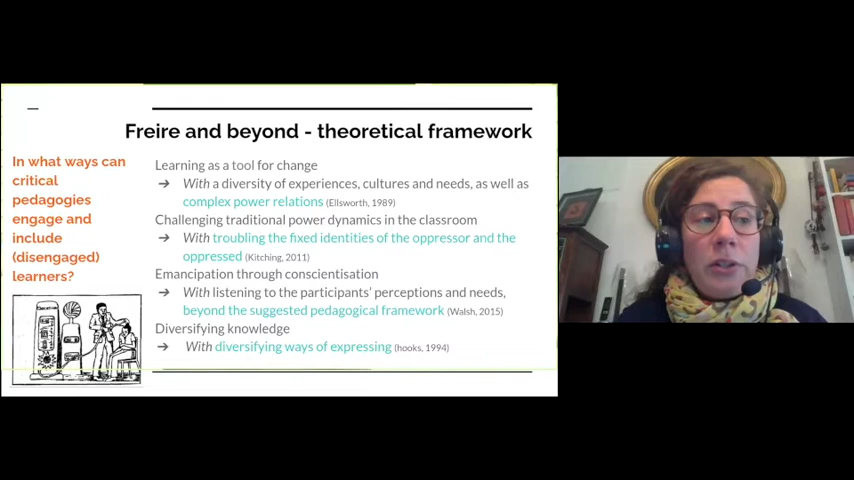 Freire and beyond - theoretical framework
In what ways can
critical
pedagogies
engage and
include
(disengaged)
learners?
Learning as a tool for change
➔ With a diversity of experiences, cultures and needs, as well as
complex power relations (Ellsworth, 1989)
Challenging traditional power dynamics in the classroom
➔ With troubling the fixed identities of the oppressor and the
oppressed (Kitching, 2011)
Emancipation through conscientisation
➔ With listening to the participants' perceptions and needs,
beyond the suggested pedagogical framework (Walsh, 2015)
Diversifying knowledge
➔ With diversifying ways of expressing (hooks, 1994)